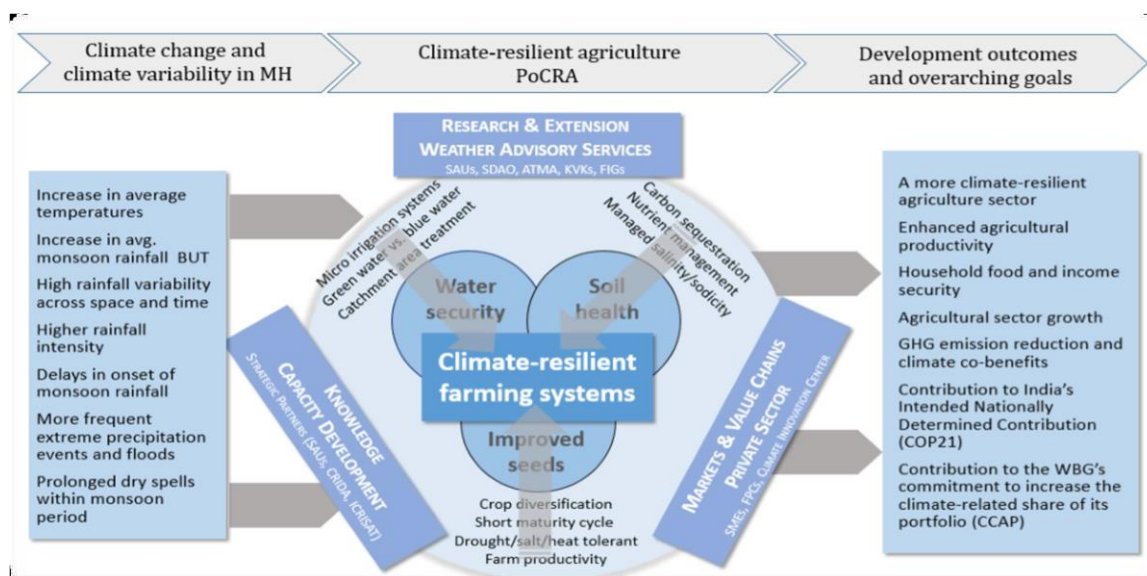 Climate change and
climate variability in MH
Climate-resilient agriculture
PoCRA
Development outcomes
and overarching goals
Increase in average
temperatures
Increase in avg.
monsoon rainfall BUT
High rainfall variability
across space and time
Higher rainfall
intensity
Delays in onset of
monsoon rainfall
More frequent
extreme precipitation
events and floods
Prolonged dry spells
within monsoon
period
RESEARCH & EXTENSION
WEATHER ADVISORY SERVICES
SAUs, SDAO, ATMA, KVKs, FIGs
Micro irrigation systems
Green water vs. blue water
Catchment area treatment
Carbon sequestration
Nutrient management
Managed salinity/sodicity
Water
security
Soil
health
Climate-resilient
farming systems
Improved
seeds
Crop diversification
Short maturity cycle
Drought/salt/heat tolerant
Farm productivity
KNOWLEDGE
CAPACITY DEVELOPMENT
STRATEGIC PARTNERS (SAUs, CRIDA, ICRISAT)
MARKETS & VALUE CHAINS
PRIVATE SECTOR
SMEs, FPCs, CLIMATE INNOVATION CENTER
A more climate-resilient
agriculture sector
Enhanced agricultural
productivity
Household food and income
security
Agricultural sector growth
GHG emission reduction and
climate co-benefits
Contribution to India's
Intended Nationally
Determined Contribution
(COP21)
Contribution to the WBG's
commitment to increase the
climate-related share of its
portfolio (CCAP)